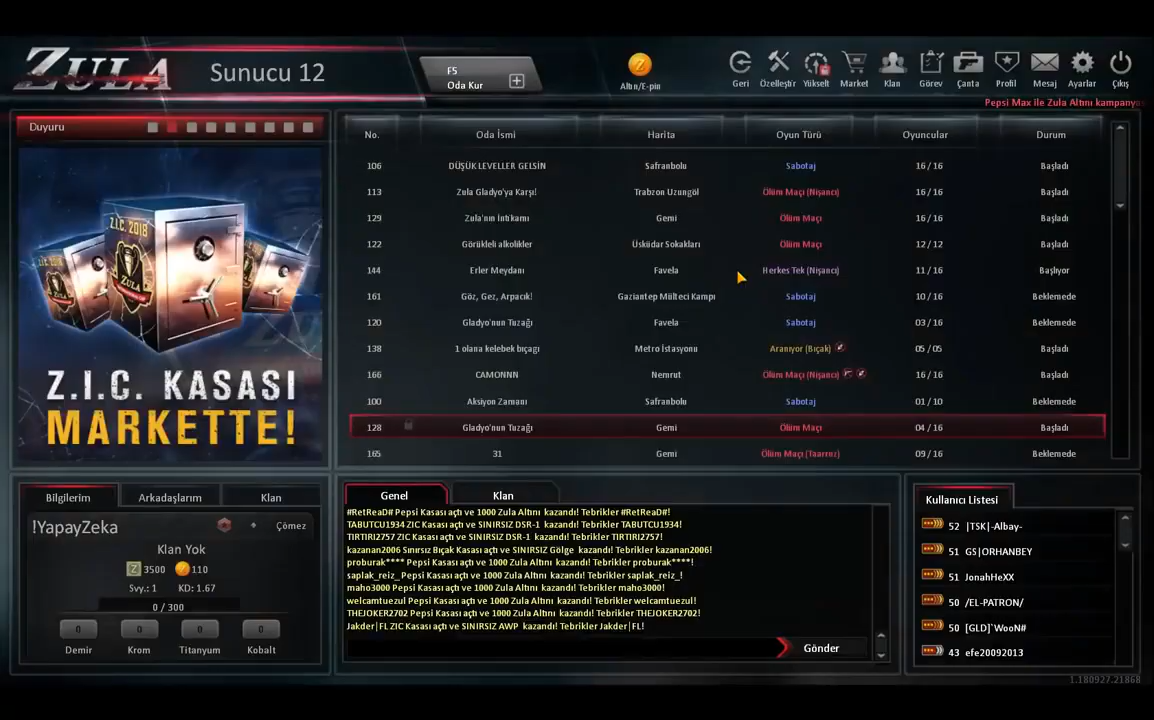 ZULA
Sunucu 12
F5
Oda Kur
Altın/E-pin
Geri
Özelleştir
Yükselt
Market
Klan
Görev
Çanta
Profil
Mesaj
Ayarlar
Çıkış
Pepsi Max ile Zula Altını kampanya
Duyuru
Z.I.C. 2018
ZULA
Z.I.C. KASASI
MARKETTE!
No. Oda İsmi Harita Oyun Türü Oyuncular Durum
106 DÜŞÜK LEVELLER GELSİN Safranbolu Sabotaj 16 / 16 Başladı
113 Zula Gladyo'ya Karşı! Trabzon Uzungöl Ölüm Maçı (Nişancı) 16 / 16 Başladı
129 Zula'nın İntikamı Gemi Ölüm Maçı 16 / 16 Başladı
122 Görükleli alkolikler Üsküdar Sokakları Ölüm Maçı 12 / 12 Başladı
144 Erler Meydanı Favela Herkes Tek (Nişancı) 11 / 16 Başlıyor
161 Göz, Gez, Arpacık! Gaziantep Mülteci Kampı Sabotaj 10 / 16 Beklemede
120 Gladyo'nun Tuzağı Favela Sabotaj 03 / 16 Beklemede
138 1 olana kelebek bıçagı Metro İstasyonu Aranıyor (Bıçak) 05 / 05 Başladı
166 CAMONNN Nemrut Ölüm Maçı (Nişancı) 16 / 16 Başladı
100 Aksiyon Zamanı Safranbolu Sabotaj 01 / 10 Beklemede
128 Gladyo'nun Tuzağı Gemi Ölüm Maçı 04 / 16 Başladı
165 31 Gemi Ölüm Maçı (Taarruz) 09 / 16 Beklemede
Bilgilerim Arkadaşlarım Klan
!YapayZeka Çömez
Klan Yok
3500 110
Svy.: 1 KD: 1.67
0 / 300
0 0 0 0
Demir Krom Titanyum Kobalt
Genel Klan
#RetReaD# Pepsi Kasası açtı ve 1000 Zula Altını kazandı! Tebrikler #RetReaD#!
TABUTCU1934 ZIC Kasası açtı ve SINIRSIZ DSR-1 kazandı! Tebrikler TABUTCU1934!
TIRTIRI2757 ZIC Kasası açtı ve SINIRSIZ DSR-1 kazandı! Tebrikler TIRTIRI2757!
kazanan2006 Sınırsız Bıçak Kasası açtı ve SINIRSIZ Gölge kazandı! Tebrikler kazanan2006!
proburak**** Pepsi Kasası açtı ve 1000 Zula Altını kazandı! Tebrikler proburak****!
saplak_reiz_ Pepsi Kasası açtı ve 1000 Zula Altını kazandı! Tebrikler saplak_reiz_!
maho3000 Pepsi Kasası açtı ve 1000 Zula Altını kazandı! Tebrikler maho3000!
welcamtuezul Pepsi Kasası açtı ve 1000 Zula Altını kazandı! Tebrikler welcamtuezul!
THEJOKER2702 Pepsi Kasası açtı ve 1000 Zula Altını kazandı! Tebrikler THEJOKER2702!
Jakder|FL ZIC Kasası açtı ve SINIRSIZ AWP kazandı! Tebrikler Jakder|FL!
Gönder
Kullanıcı Listesi
52 |TSK|-Albay-
51 GS|ORHANBEY
51 JonahHeXX
50 /EL-PATRON/
50 [GLD]`WooN#
43 efe20092013
1.180927.21868